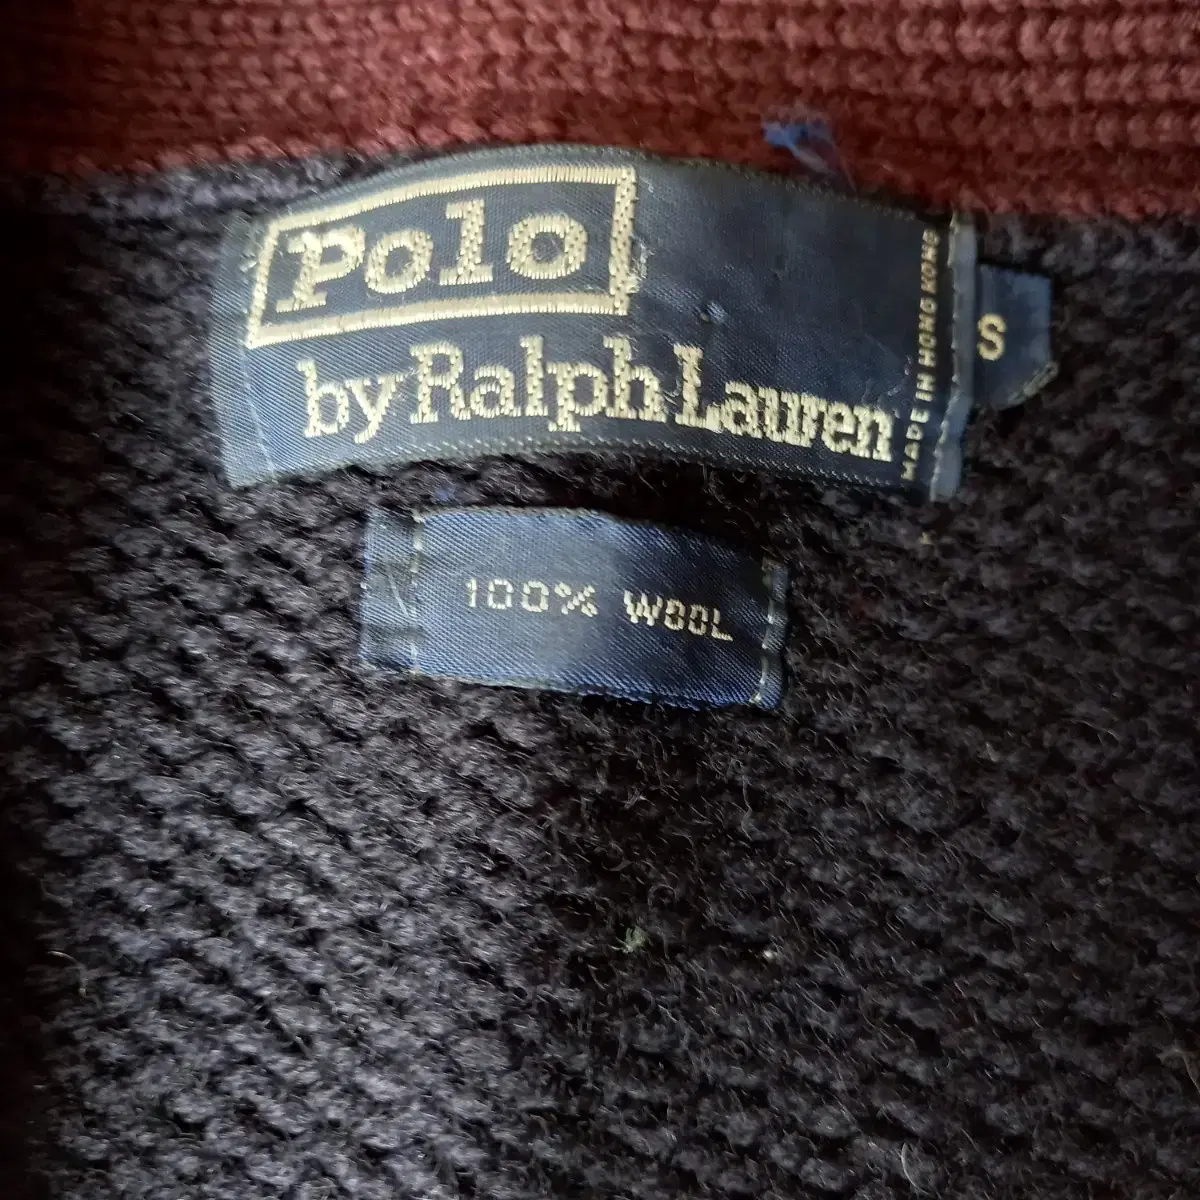 Polo
by Ralph Lauren
MADE IN HONG KONG
S
100% WOOL